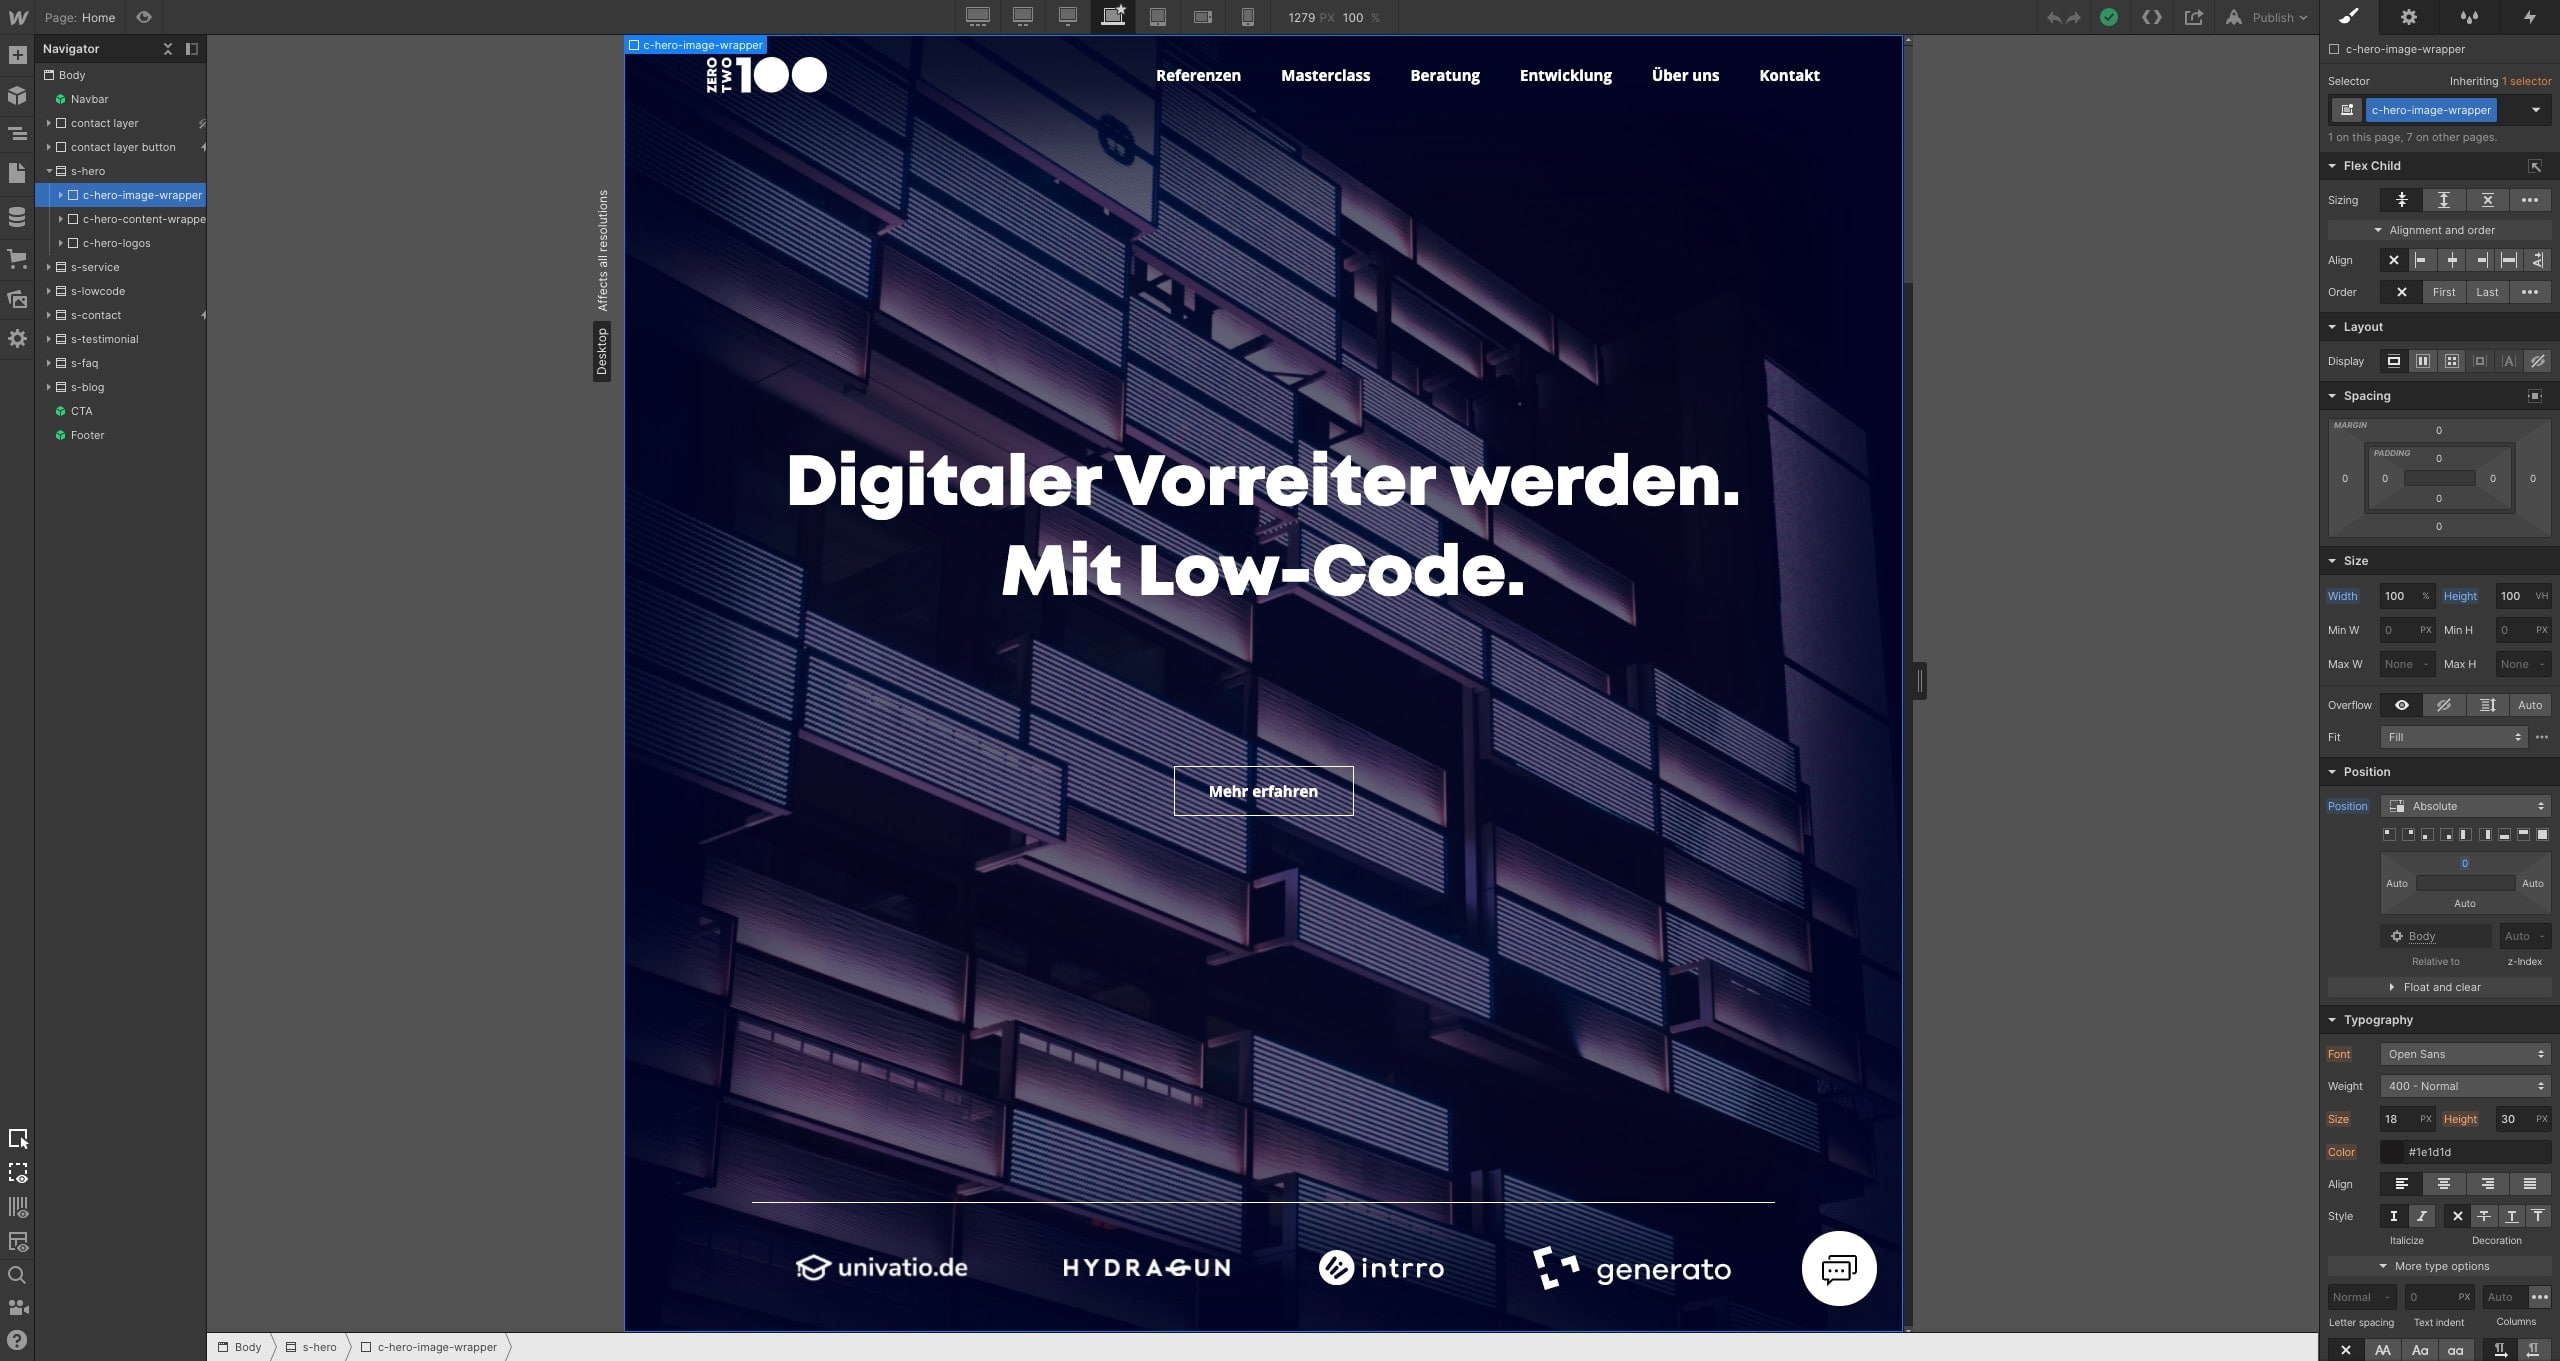 Page: Home
1279 PX 100 %
Publish
Navigator
Body
Navbar
contact layer
contact layer button
s-hero
c-hero-image-wrapper
c-hero-content-wrappe
c-hero-logos
s-service
s-lowcode
s-contact
s-testimonial
s-faq
s-blog
CTA
Footer
Affects all resolutions
Desktop
c-hero-image-wrapper
ZERO
TWO
100
Referenzen Masterclass Beratung Entwicklung Über uns Kontakt
Digitaler Vorreiter werden.
Mit Low-Code.
Mehr erfahren
univatio.de HYDRAGUN intrro generato
Body s-hero c-hero-image-wrapper
c-hero-image-wrapper
Selector Inheriting 1 selector
c-hero-image-wrapper
1 on this page, 7 on other pages.
Flex Child
Sizing
Alignment and order
Align
Order First Last
Layout
Display
Spacing
MARGIN
0
PADDING
0
0 0 0 0
0
0
Size
Width 100 % Height 100 VH
Min W 0 PX Min H 0 PX
Max W None - Max H None -
Overflow Auto
Fit Fill
Position
Position Absolute
0
Auto Auto
Auto
Body Auto -
Relative to z-Index
Float and clear
Typography
Font Open Sans
Weight 400 - Normal
Size 18 PX Height 30 PX
Color #1e1d1d
Align
Style
Italicize Decoration
More type options
Normal - 0 PX Auto
Letter spacing Text indent Columns
AA Aa aa